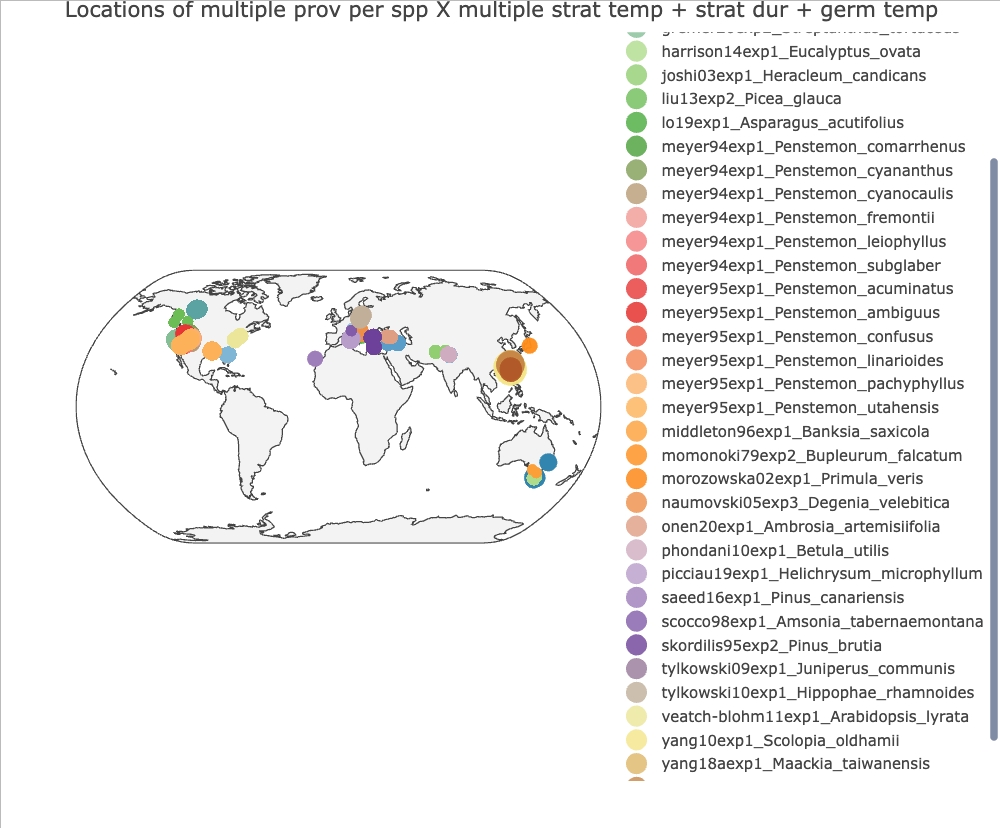 Locations of multiple prov per spp X multiple strat temp + strat dur + germ temp
harrison14exp1_Eucalyptus_ovata
joshi03exp1_Heracleum_candicans
liu13exp2_Picea_glauca
lo19exp1_Asparagus_acutifolius
meyer94exp1_Penstemon_comarrhenus
meyer94exp1_Penstemon_cyananthus
meyer94exp1_Penstemon_cyanocaulis
meyer94exp1_Penstemon_fremontii
meyer94exp1_Penstemon_leiophyllus
meyer94exp1_Penstemon_subglaber
meyer95exp1_Penstemon_acuminatus
meyer95exp1_Penstemon_ambiguus
meyer95exp1_Penstemon_confusus
meyer95exp1_Penstemon_linarioides
meyer95exp1_Penstemon_pachyphyllus
meyer95exp1_Penstemon_utahensis
middleton96exp1_Banksia_saxicola
momonoki79exp2_Bupleurum_falcatum
morozowska02exp1_Primula_veris
naumovski05exp3_Degenia_velebitica
onen20exp1_Ambrosia_artemisiifolia
phondani10exp1_Betula_utilis
picciau19exp1_Helichrysum_microphyllum
saeed16exp1_Pinus_canariensis
scocco98exp1_Amsonia_tabernaemontana
skordilis95exp2_Pinus_brutia
tylkowski09exp1_Juniperus_communis
tylkowski10exp1_Hippophae_rhamnoides
veatch-blohm11exp1_Arabidopsis_lyrata
yang10exp1_Scolopia_oldhamii
yang18aexp1_Maackia_taiwanensis